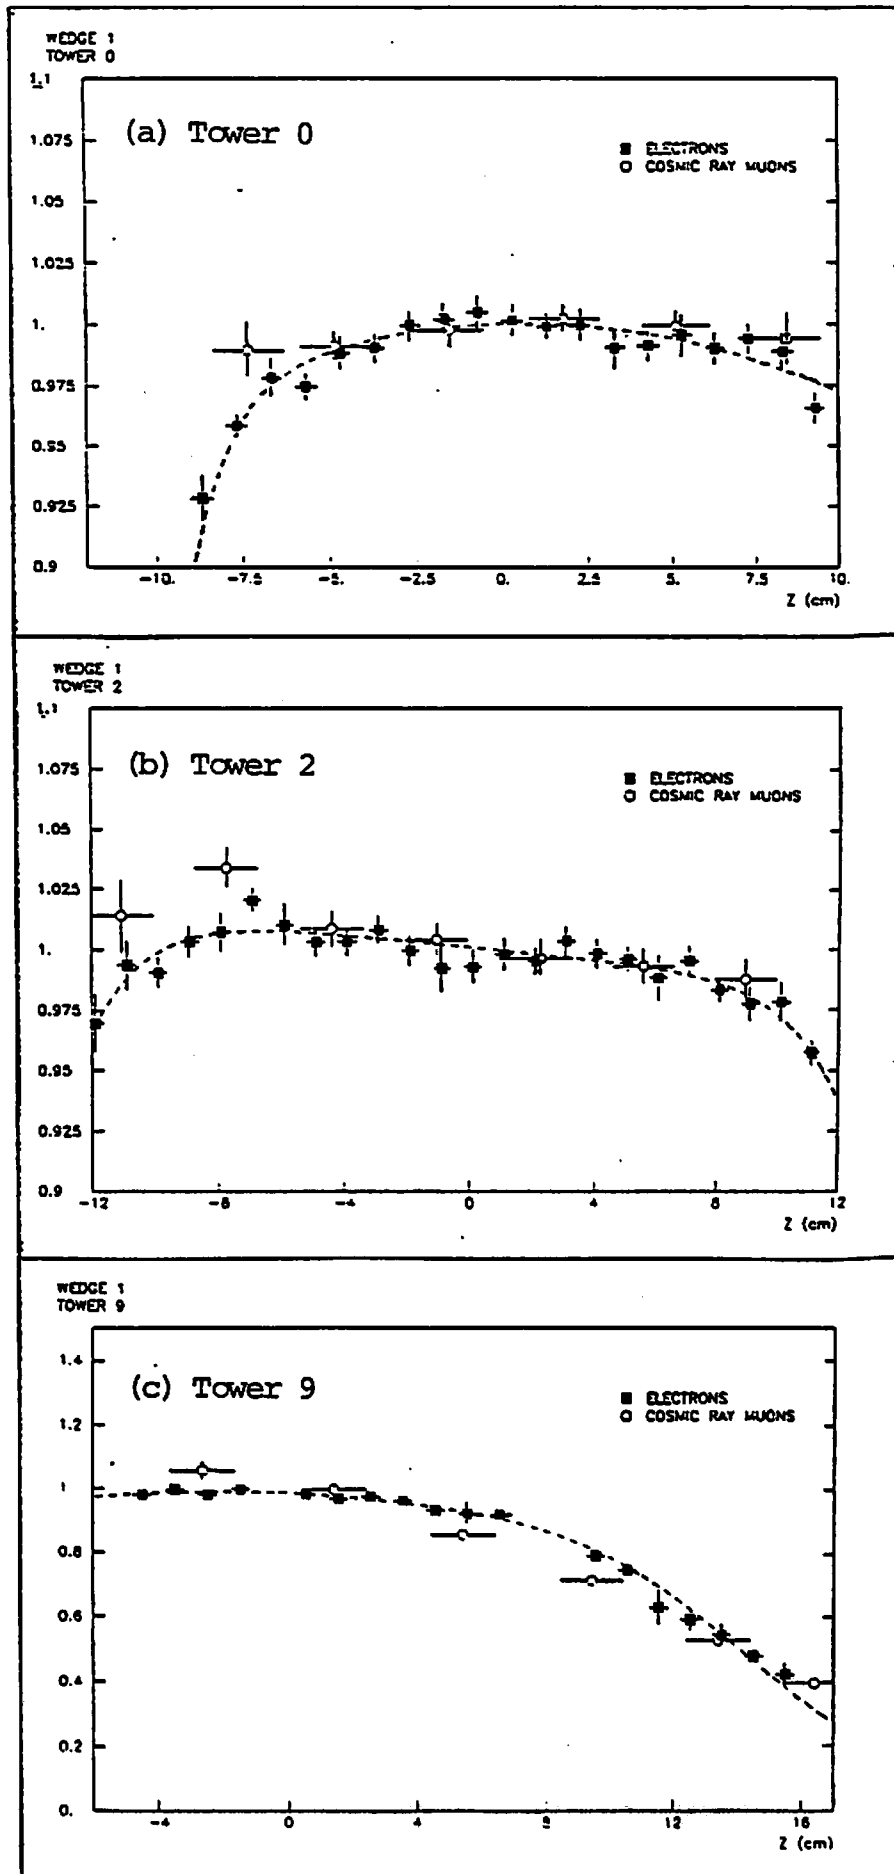 WEDGE 1
TOWER 0
1.1
(a) Tower 0
ELECTRONS
COSMIC RAY MUONS
1.075
1.05
1.025
1.
0.975
0.925
0.9
-10. -7.5 -5. -2.5 0. 2.5 5. 7.5 10.
Z (cm)
WEDGE 1
TOWER 2
1.1
(b) Tower 2
ELECTRONS
COSMIC RAY MUONS
1.075
1.05
1.025
1.
0.975
0.95
0.925
0.9
-12 -8 -4 0 4 8 12
Z (cm)
WEDGE 1
TOWER 9
(c) Tower 9
ELECTRONS
COSMIC RAY MUONS
1.4
1.2
1
0.8
0.6
0.4
0.2
0.
-4 0 4 8 12 16
Z (cm)